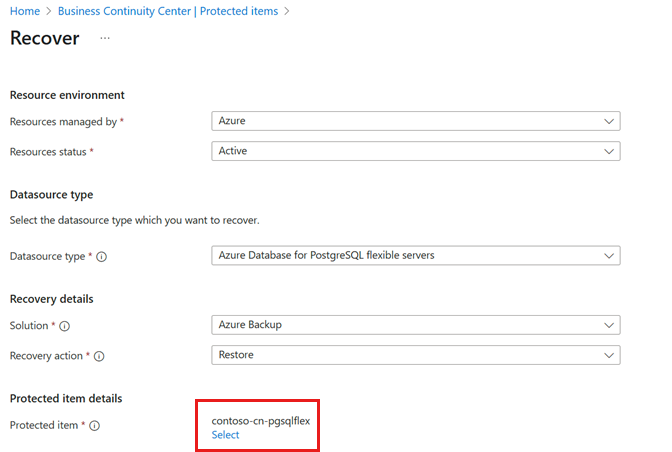 Home > Business Continuity Center | Protected items >
Recover ...
Resource environment
Resources managed by * Azure
Resources status * Active
Datasource type
Select the datasource type which you want to recover.
Datasource type * Azure Database for PostgreSQL flexible servers
Recovery details
Solution * Azure Backup
Recovery action * Restore
Protected item details
Protected item * contoso-cn-pgsqlflex
Select